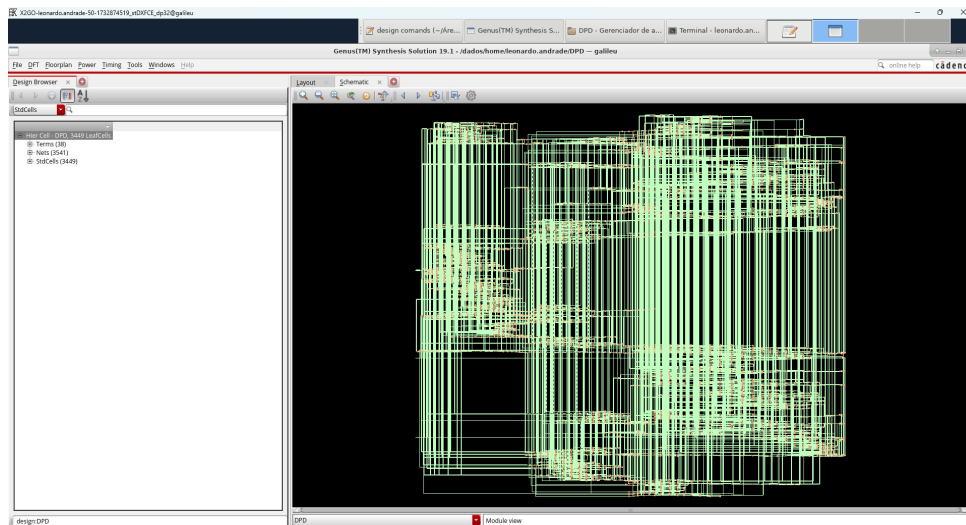 X2GO-leonardo.andrade-50-1732874519_stDXFCE_dp32@galileu
design comands (~/Áre...
Genus(TM) Synthesis S...
DPD - Gerenciador de a...
Terminal - leonardo.an...
Genus(TM) Synthesis Solution 19.1 - /dados/home/leonardo.andrade/DPD — galileu
File DFT Floorplan Power Timing Tools Windows Help
online help
cādenc
Design Browser
Layout
Schematic
StdCells
Hier Cell - DPD, 3449 LeafCells
Terms (38)
Nets (3541)
StdCells (3449)
design:DPD
DPD
Module view